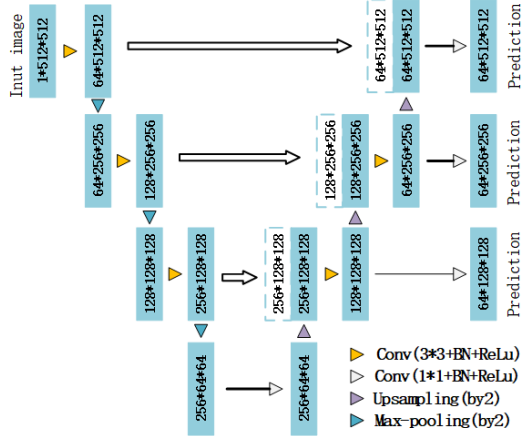 Inut image
1*512*512
64*512*512
64*512*512
64*512*512
64*512*512
Prediction
64*256*256
128*256*256
128*256*256
128*256*256
64*256*256
64*256*256
Prediction
128*128*128
256*128*128
256*128*128
256*128*128
128*128*128
64*128*128
Prediction
256*64*64
256*64*64
Conv(3*3+BN+ReLu)
Conv(1*1+BN+ReLu)
Upsampling(by2)
Max-pooling(by2)